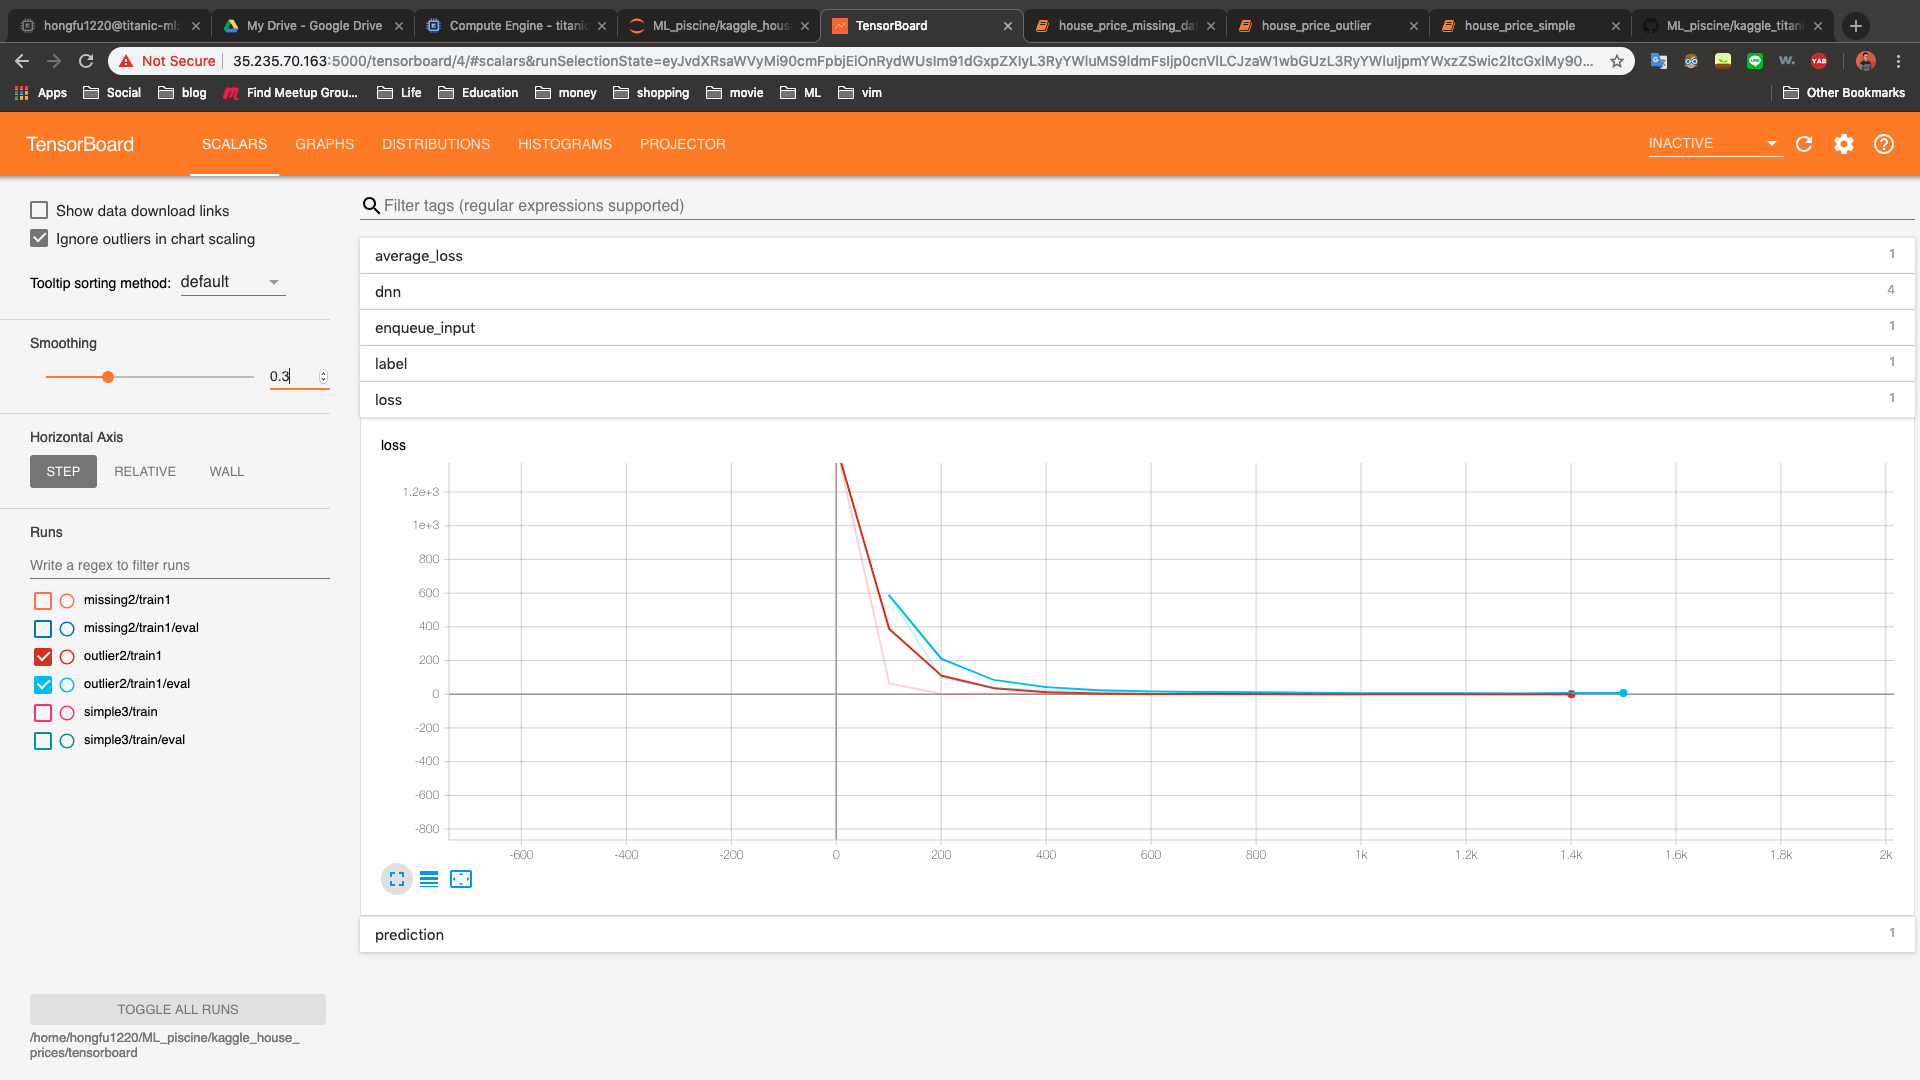 hongfu1220@titanic-ml:
My Drive - Google Drive
Compute Engine - titanic
ML_piscine/kaggle_hous
TensorBoard
house_price_missing_dat
house_price_outlier
house_price_simple
ML_piscine/kaggle_titani
Not Secure
35.235.70.163:5000/tensorboard/4/#scalars&runSelectionState=
Apps
Social
blog
Find Meetup Grou...
Life
Education
money
shopping
movie
ML
vim
Other Bookmarks
TensorBoard
SCALARS
GRAPHS
DISTRIBUTIONS
HISTOGRAMS
PROJECTOR
INACTIVE
Show data download links
Ignore outliers in chart scaling
Tooltip sorting method: default
Smoothing
0.3
Horizontal Axis
STEP
RELATIVE
WALL
Runs
Write a regex to filter runs
missing2/train1
missing2/train1/eval
outlier2/train1
outlier2/train1/eval
simple3/train
simple3/train/eval
TOGGLE ALL RUNS
/home/hongfu1220/ML_piscine/kaggle_house_
prices/tensorboard
Filter tags (regular expressions supported)
average_loss 1
dnn 4
enqueue_input 1
label 1
loss 1
loss
1.2e+3
1e+3
800
600
400
200
0
-200
-400
-600
-800
-600 -400 -200 0 200 400 600 800 1k 1.2k 1.4k 1.6k 1.8k 2k
prediction 1